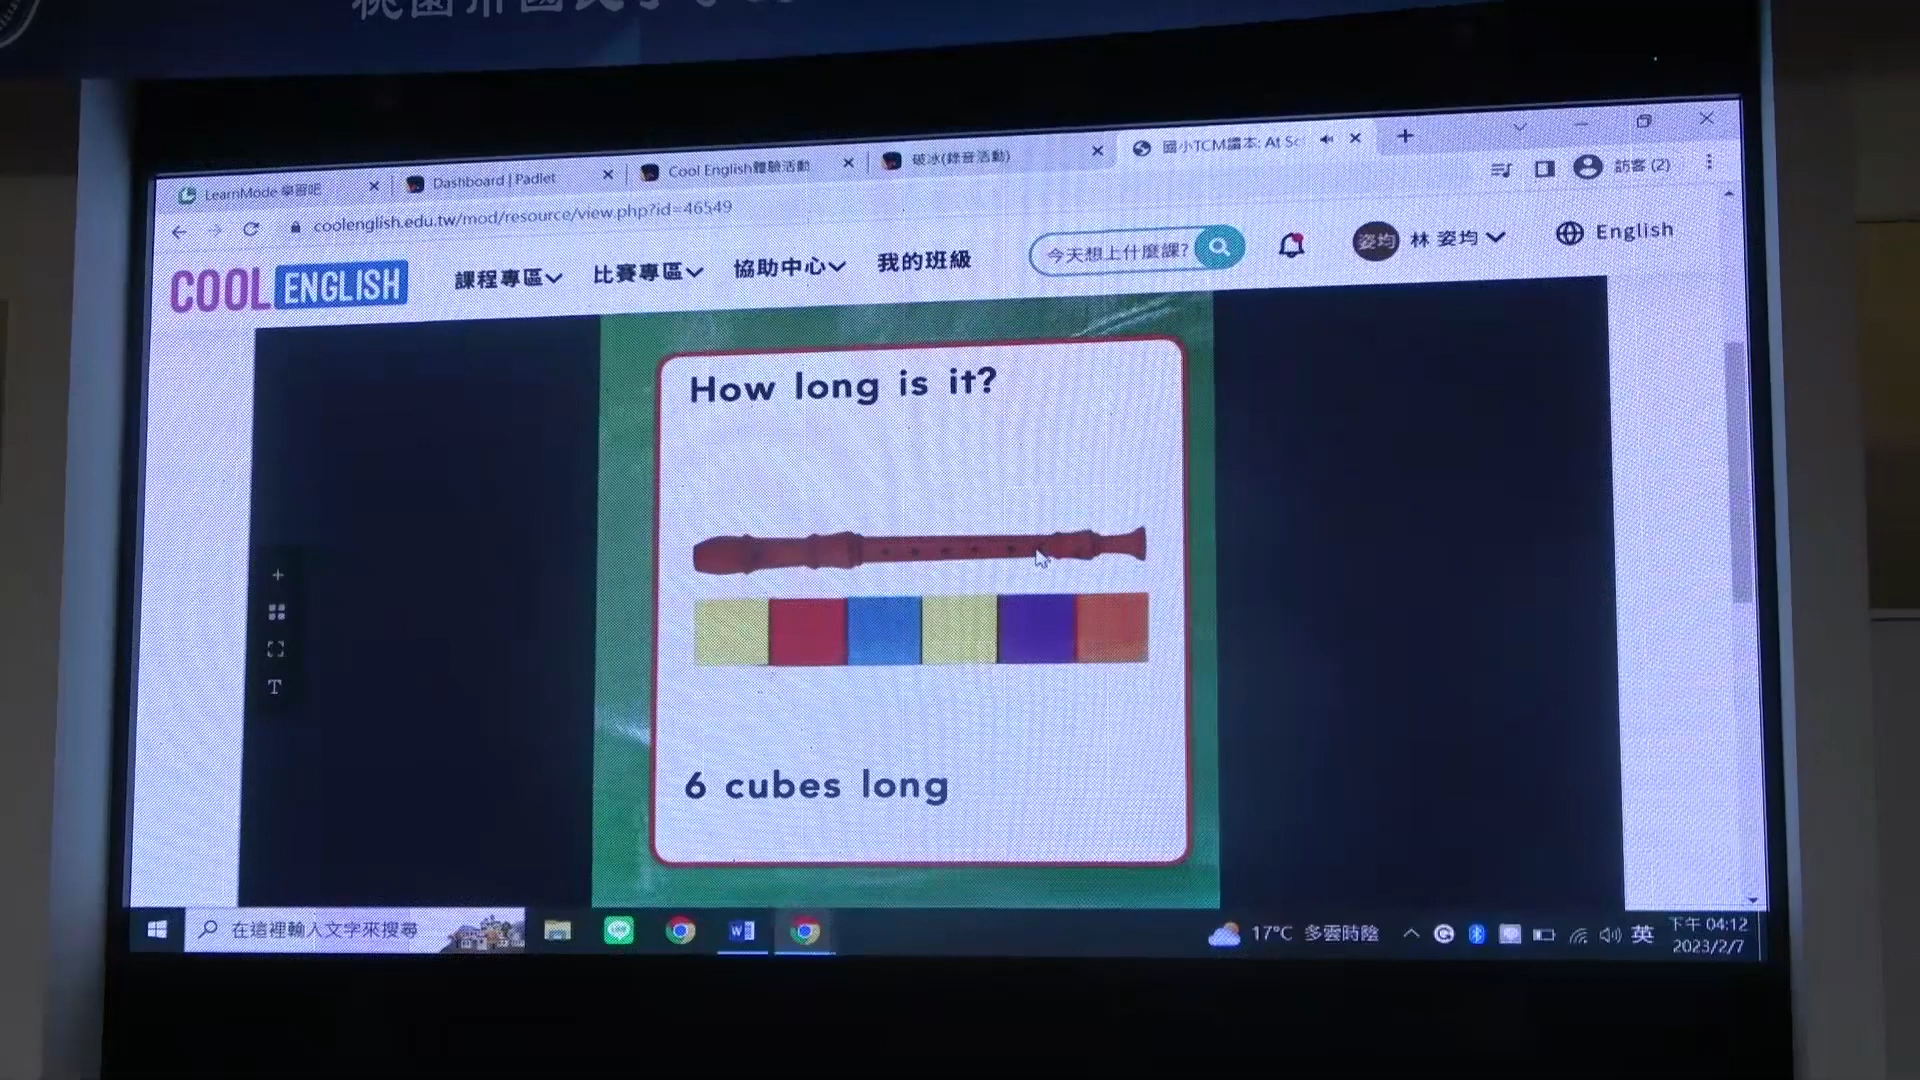 LearnMode 學習吧
Dashboard | Padlet
Cool English體驗活動
破冰(錄音活動)
國小TCM讀本: At Sc
訪客 (2)
coolenglish.edu.tw/mod/resource/view.php?id=46549
COOL ENGLISH
課程專區
比賽專區
協助中心
我的班級
今天想上什麼課?
姿均
林 姿均
English
How long is it?
6 cubes long
T
在這裡輸入文字來搜尋
17°C 多雲時陰
英
下午 04:12
2023/2/7